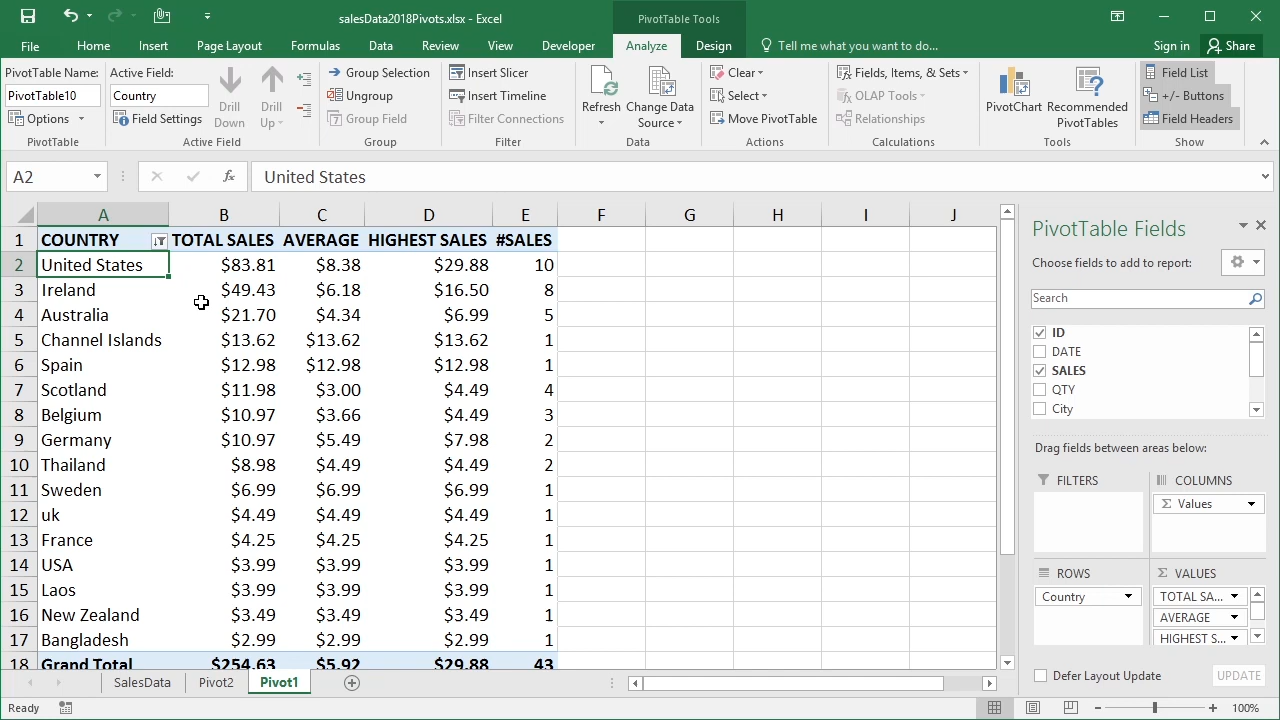 salesData2018Pivots.xlsx - Excel
PivotTable Tools
File Home Insert Page Layout Formulas Data Review View Developer Analyze Design Tell me what you want to do... Sign in Share
PivotTable Name:
PivotTable10
Options
PivotTable
Active Field:
Country
Field Settings
Drill
Down
Drill
Up
Active Field
Group Selection
Ungroup
Group Field
Group
Insert Slicer
Insert Timeline
Filter Connections
Filter
Refresh
Change Data
Source
Data
Clear
Select
Move PivotTable
Actions
Fields, Items, & Sets
OLAP Tools
Relationships
Calculations
PivotChart
Recommended
PivotTables
Tools
Field List
+/- Buttons
Field Headers
Show
A2
fx
United States
A B C D E F G H I J
1 COUNTRY TOTAL SALES AVERAGE HIGHEST SALES #SALES
2 United States $83.81 $8.38 $29.88 10
3 Ireland $49.43 $6.18 $16.50 8
4 Australia $21.70 $4.34 $6.99 5
5 Channel Islands $13.62 $13.62 $13.62 1
6 Spain $12.98 $12.98 $12.98 1
7 Scotland $11.98 $3.00 $4.49 4
8 Belgium $10.97 $3.66 $4.49 3
9 Germany $10.97 $5.49 $7.98 2
10 Thailand $8.98 $4.49 $4.49 2
11 Sweden $6.99 $6.99 $6.99 1
12 uk $4.49 $4.49 $4.49 1
13 France $4.25 $4.25 $4.25 1
14 USA $3.99 $3.99 $3.99 1
15 Laos $3.99 $3.99 $3.99 1
16 New Zealand $3.49 $3.49 $3.49 1
17 Bangladesh $2.99 $2.99 $2.99 1
18 Grand Total $254.63 $5.92 $29.88 43
PivotTable Fields
Choose fields to add to report:
Search
ID
DATE
SALES
QTY
City
Drag fields between areas below:
FILTERS
COLUMNS
Σ Values
ROWS
Country
Σ VALUES
TOTAL SA...
AVERAGE
HIGHEST S...
Defer Layout Update
UPDATE
SalesData Pivot2 Pivot1
Ready
100%